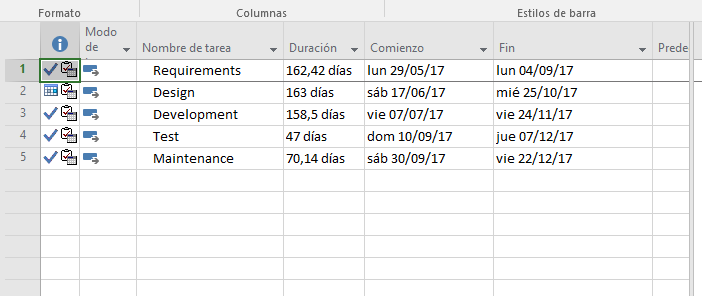 Formato Columnas Estilos de barra
Modo de Nombre de tarea Duración Comienzo Fin Prede
1 Requirements 162,42 días lun 29/05/17 lun 04/09/17
2 Design 163 días sáb 17/06/17 mié 25/10/17
3 Development 158,5 días vie 07/07/17 vie 24/11/17
4 Test 47 días dom 10/09/17 jue 07/12/17
5 Maintenance 70,14 días sáb 30/09/17 vie 22/12/17